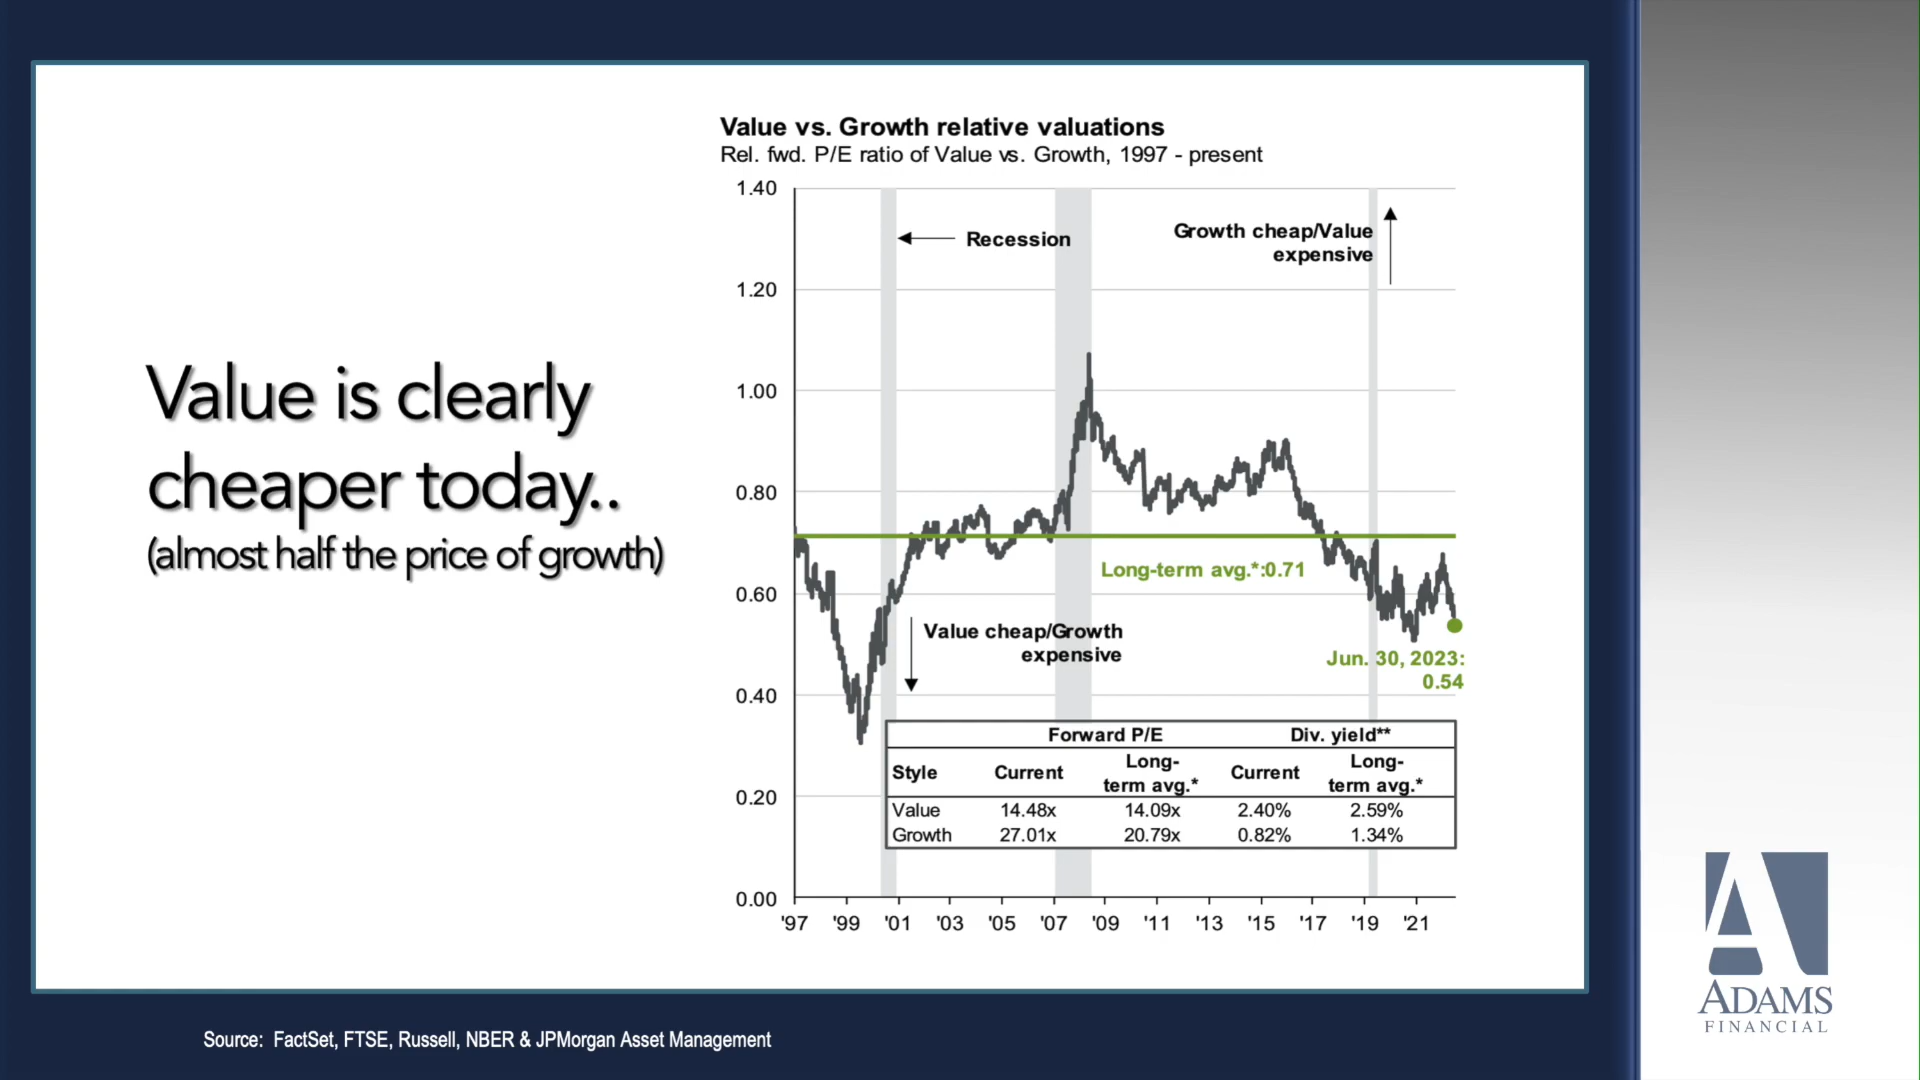 Value is clearly
cheaper today..
(almost half the price of growth)
Value vs. Growth relative valuations
Rel. fwd. P/E ratio of Value vs. Growth, 1997 - present
1.40
1.20
1.00
0.80
0.60
0.40
0.20
0.00
Recession
Growth cheap/Value
expensive
Long-term avg.*:0.71
Value cheap/Growth
expensive
Jun. 30, 2023:
0.54
Forward P/E Div. yield**
Style Current Long-term avg.* Current Long-term avg.*
Value 14.48x 14.09x 2.40% 2.59%
Growth 27.01x 20.79x 0.82% 1.34%
'97 '99 '01 '03 '05 '07 '09 '11 '13 '15 '17 '19 '21
Source: FactSet, FTSE, Russell, NBER & JPMorgan Asset Management
A
ADAMS
FINANCIAL